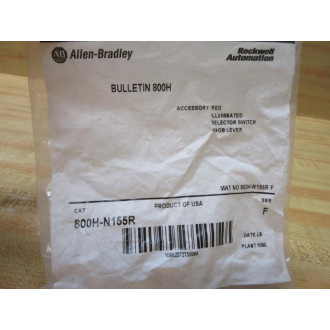 AB Allen-Bradley
Rockwell
Automation
BULLETIN 800H
ACCESSORY RED
ILLUMINATED
SELECTOR SWITCH
KNOB LEVER
MAT NO 800H-N155R F
CAT
PRODUCT OF USA
SER
800H-N155R
F
DATE LB